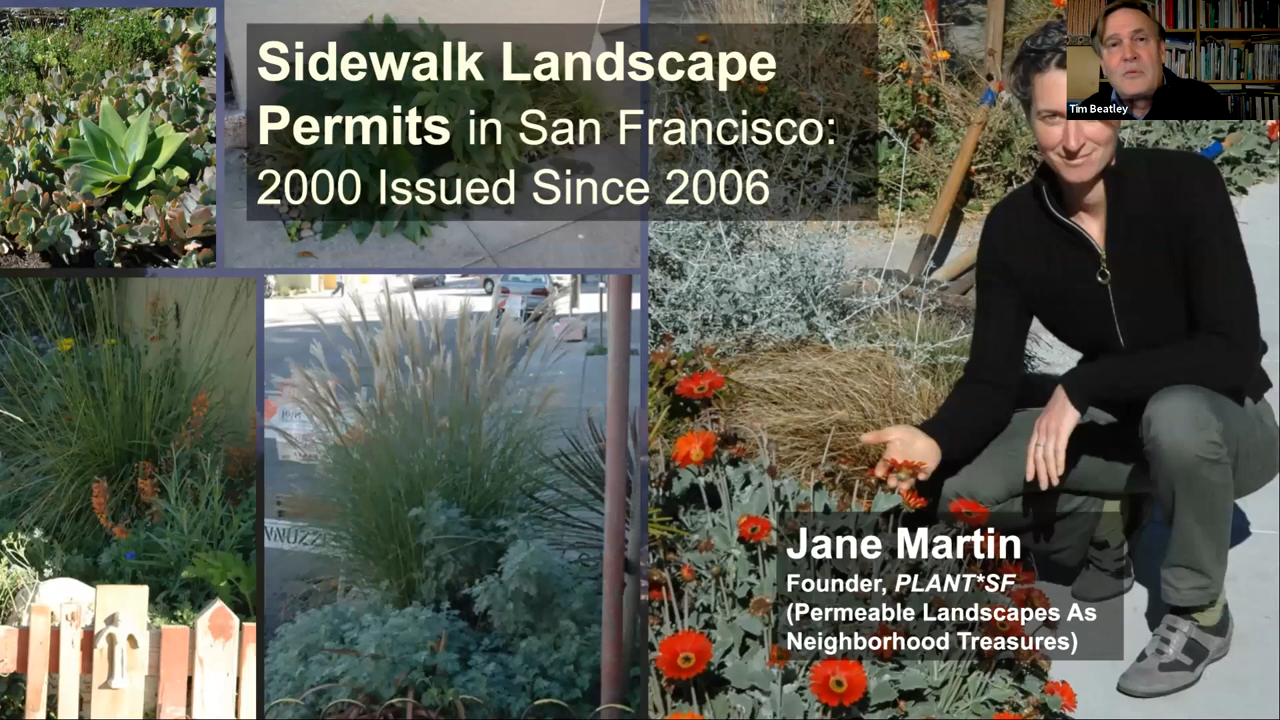 Sidewalk Landscape
Permits in San Francisco:
2000 Issued Since 2006
Tim Beatley
Jane Martin
Founder, PLANT*SF
(Permeable Landscapes As
Neighborhood Treasures)